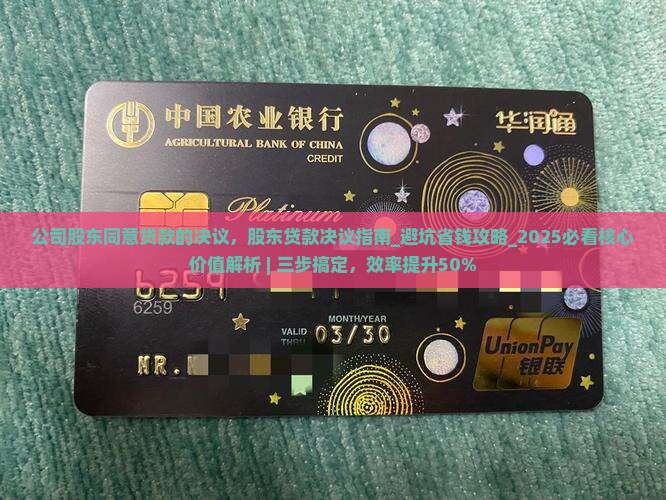 中国农业银行
AGRICULTURAL BANK OF CHINA
CREDIT
华润通
Platinum
公司股东同意贷款的决议，股东贷款决议指南_避坑省钱攻略_2025必看核心
价值解析 | 三步搞定，效率提升50%
6259
6259
MONTH/YEAR
VALID
THRU
03/30
MR.
UnionPay
银联